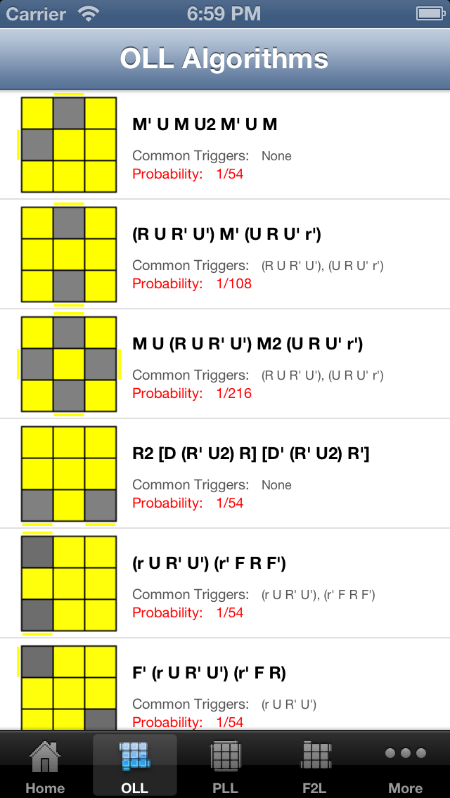 Carrier 6:59 PM
OLL Algorithms
M' U M U2 M' U M
Common Triggers: None
Probability: 1/54
(R U R' U') M' (U R U' r')
Common Triggers: (R U R' U'), (U R U' r')
Probability: 1/108
M U (R U R' U') M2 (U R U' r')
Common Triggers: (R U R' U'), (U R U' r')
Probability: 1/216
R2 [D (R' U2) R] [D' (R' U2) R']
Common Triggers: None
Probability: 1/54
(r U R' U') (r' F R F')
Common Triggers: (r U R' U'), (r' F R F')
Probability: 1/54
F' (r U R' U') (r' F R)
Common Triggers: (r U R' U')
Probability: 1/54
Home OLL PLL F2L More